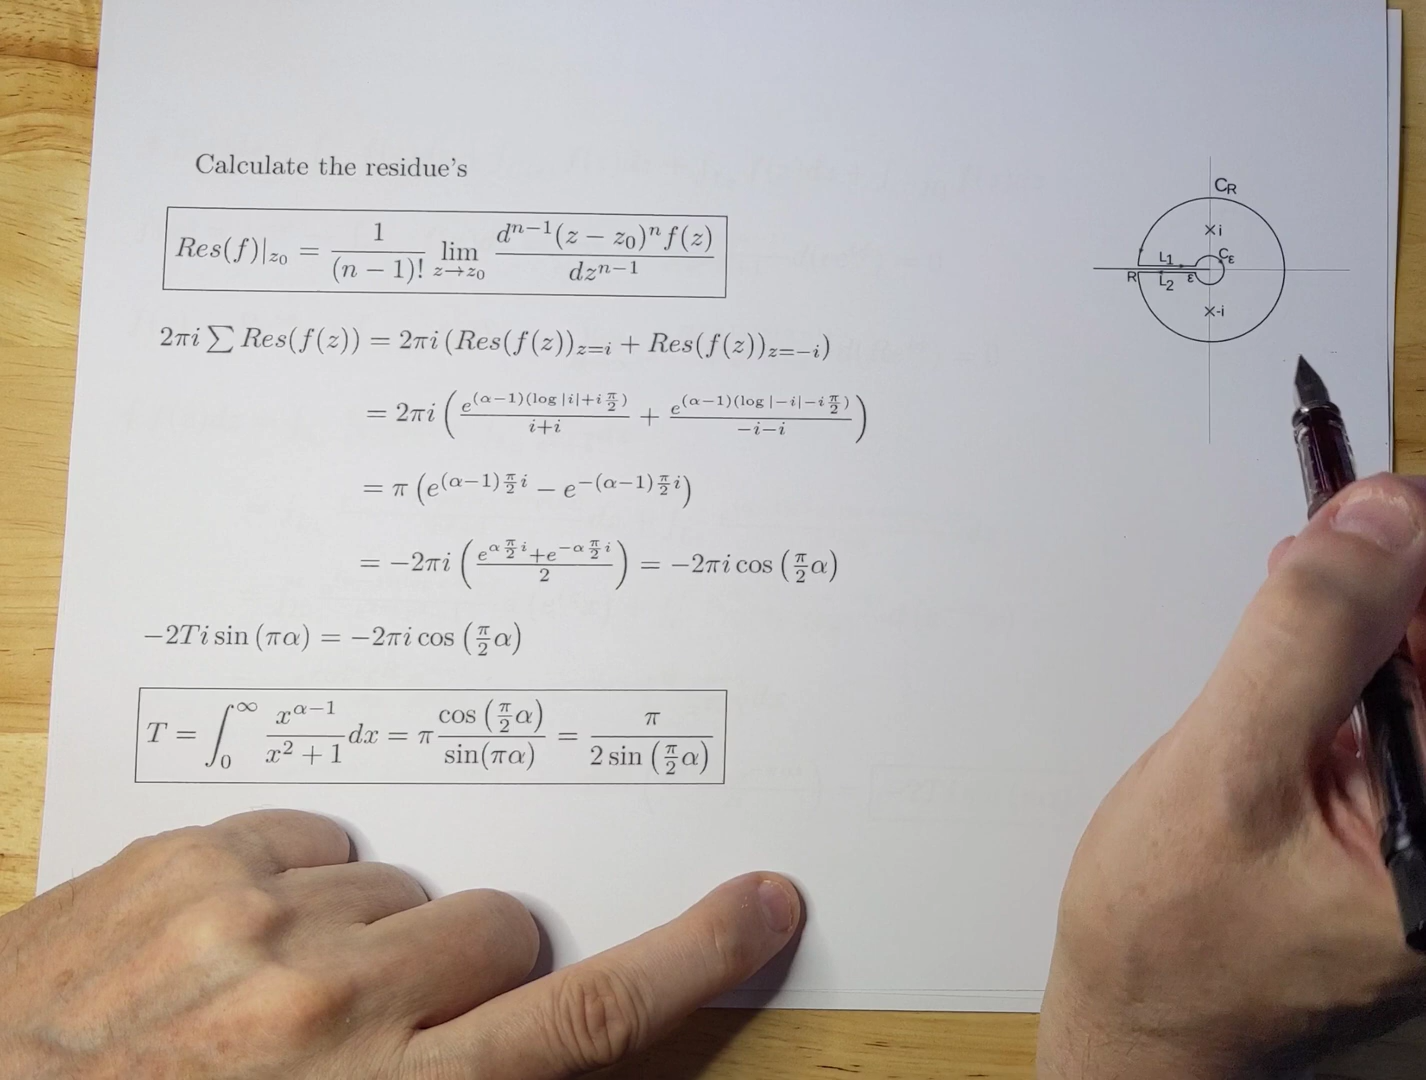 Calculate the residue's
$Res(f)|_{z_0} = \frac{1}{(n-1)!} \lim_{z \to z_0} \frac{d^{n-1}(z-z_0)^n f(z)}{dz^{n-1}}$
$2\pi i \sum Res(f(z)) = 2\pi i \left( Res(f(z))_{z=i} + Res(f(z))_{z=-i} \right)$
$= 2\pi i \left( \frac{e^{(\alpha-1)(\log|i|+i\frac{\pi}{2})}}{i+i} + \frac{e^{(\alpha-1)(\log|-i|-i\frac{\pi}{2})}}{-i-i} \right)$
$= \pi \left( e^{(\alpha-1)\frac{\pi}{2}i} - e^{-(\alpha-1)\frac{\pi}{2}i} \right)$
$= -2\pi i \left( \frac{e^{\alpha\frac{\pi}{2}i} + e^{-\alpha\frac{\pi}{2}i}}{2} \right) = -2\pi i \cos\left(\frac{\pi}{2}\alpha\right)$
$-2Ti \sin(\pi\alpha) = -2\pi i \cos\left(\frac{\pi}{2}\alpha\right)$
$T = \int_0^\infty \frac{x^{\alpha-1}}{x^2+1} dx = \pi \frac{\cos\left(\frac{\pi}{2}\alpha\right)}{\sin(\pi\alpha)} = \frac{\pi}{2\sin\left(\frac{\pi}{2}\alpha\right)}$
C_R
×i
L_1 C_ε
R L_2 ε
×-i